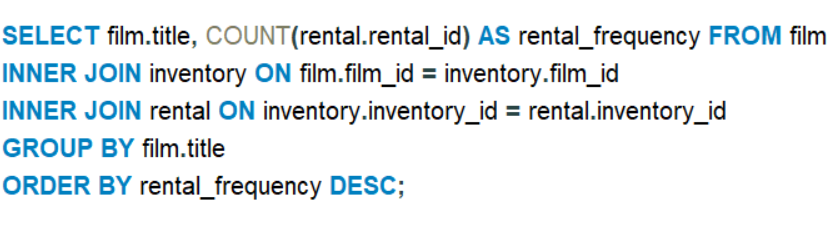 SELECT film.title, COUNT(rental.rental_id) AS rental_frequency FROM film
INNER JOIN inventory ON film.film_id = inventory.film_id
INNER JOIN rental ON inventory.inventory_id = rental.inventory_id
GROUP BY film.title
ORDER BY rental_frequency DESC;